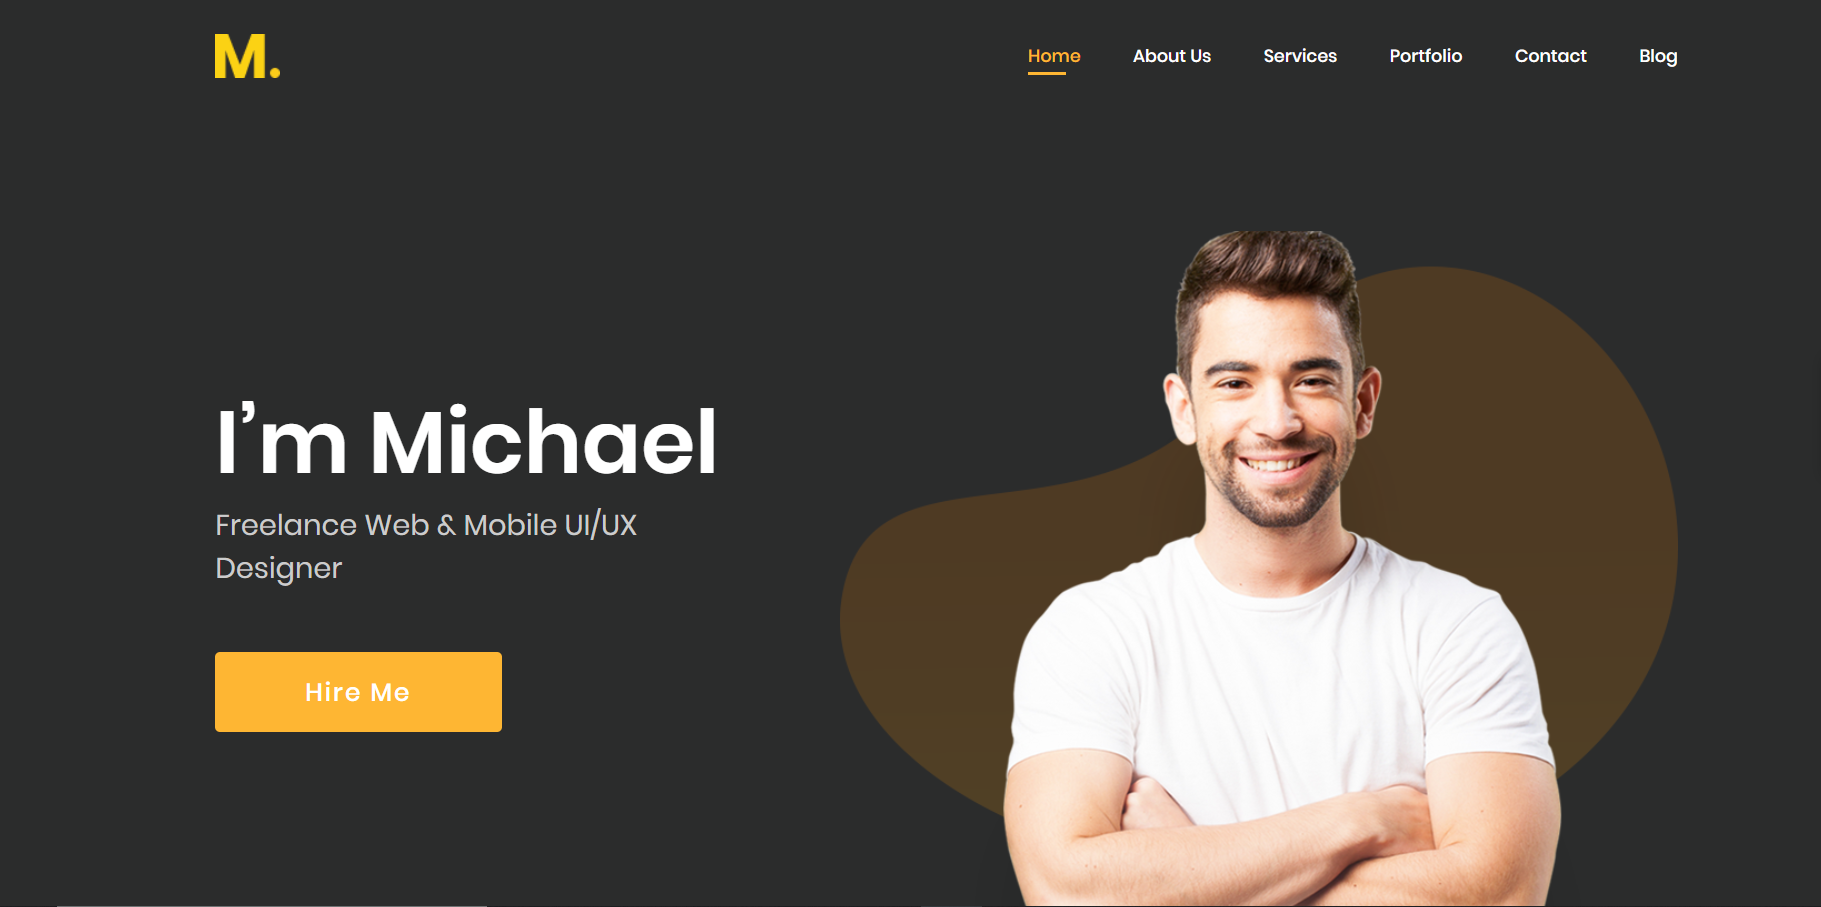 M.
Home
About Us
Services
Portfolio
Contact
Blog
I’m Michael
Freelance Web & Mobile UI/UX
Designer
Hire Me